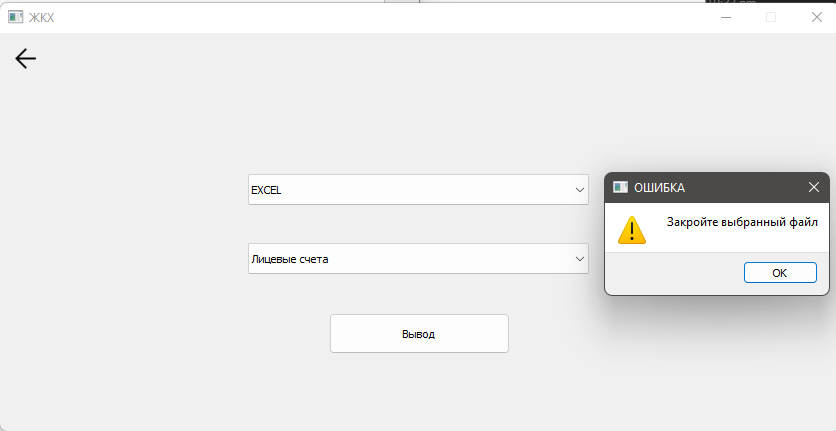 ЖКХ
EXCEL
ОШИБКА
Закройте выбранный файл
OK
Лицевые счета
Вывод